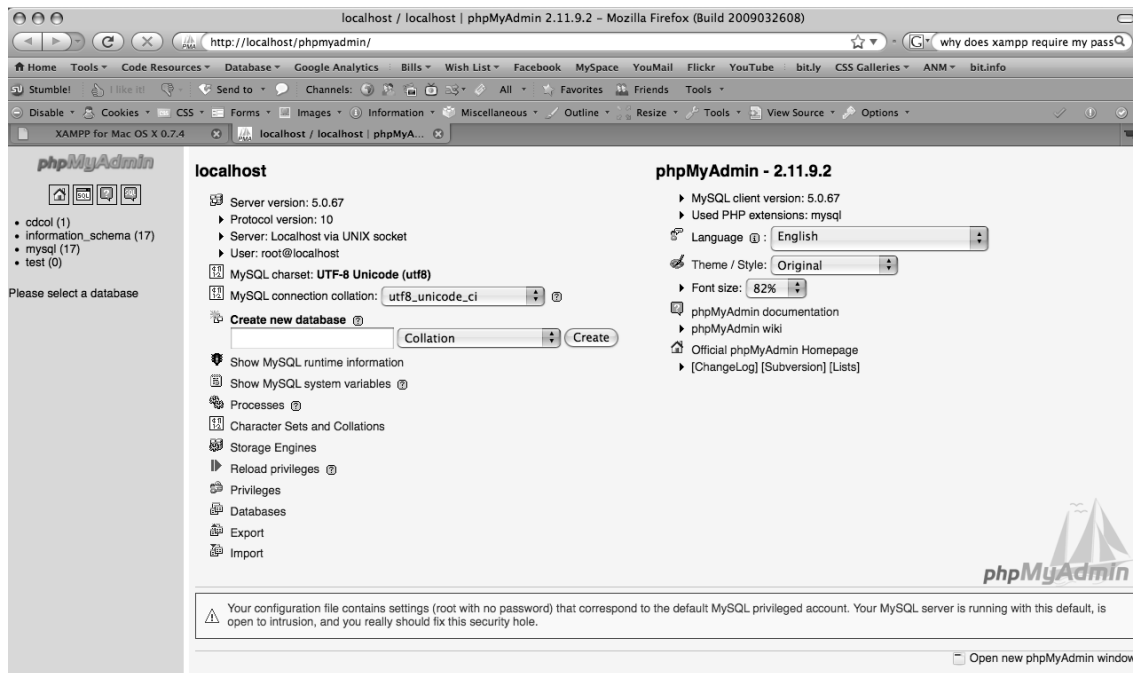 localhost / localhost | phpMyAdmin 2.11.9.2 – Mozilla Firefox (Build 2009032608)
http://localhost/phpmyadmin/
G why does xampp require my pass
Home Tools Code Resources Database Google Analytics Bills Wish List Facebook MySpace YouMail Flickr YouTube bit.ly CSS Galleries ANM bit.info
Stumble! I like it! Send to Channels: All Favorites Friends Tools
Disable Cookies CSS Forms Images Information Miscellaneous Outline Resize Tools View Source Options
XAMPP for Mac OS X 0.7.4
localhost / localhost | phpMyA...
phpMyAdmin
SQL
cdcol (1)
information_schema (17)
mysql (17)
test (0)
Please select a database
localhost
Server version: 5.0.67
Protocol version: 10
Server: Localhost via UNIX socket
User: root@localhost
MySQL charset: UTF-8 Unicode (utf8)
MySQL connection collation: utf8_unicode_ci
Create new database
Collation Create
Show MySQL runtime information
Show MySQL system variables
Processes
Character Sets and Collations
Storage Engines
Reload privileges
Privileges
Databases
Export
Import
phpMyAdmin - 2.11.9.2
MySQL client version: 5.0.67
Used PHP extensions: mysql
Language : English
Theme / Style: Original
Font size: 82%
phpMyAdmin documentation
phpMyAdmin wiki
Official phpMyAdmin Homepage
[ChangeLog] [Subversion] [Lists]
phpMyAdmin
Your configuration file contains settings (root with no password) that correspond to the default MySQL privileged account. Your MySQL server is running with this default, is
open to intrusion, and you really should fix this security hole.
Open new phpMyAdmin window